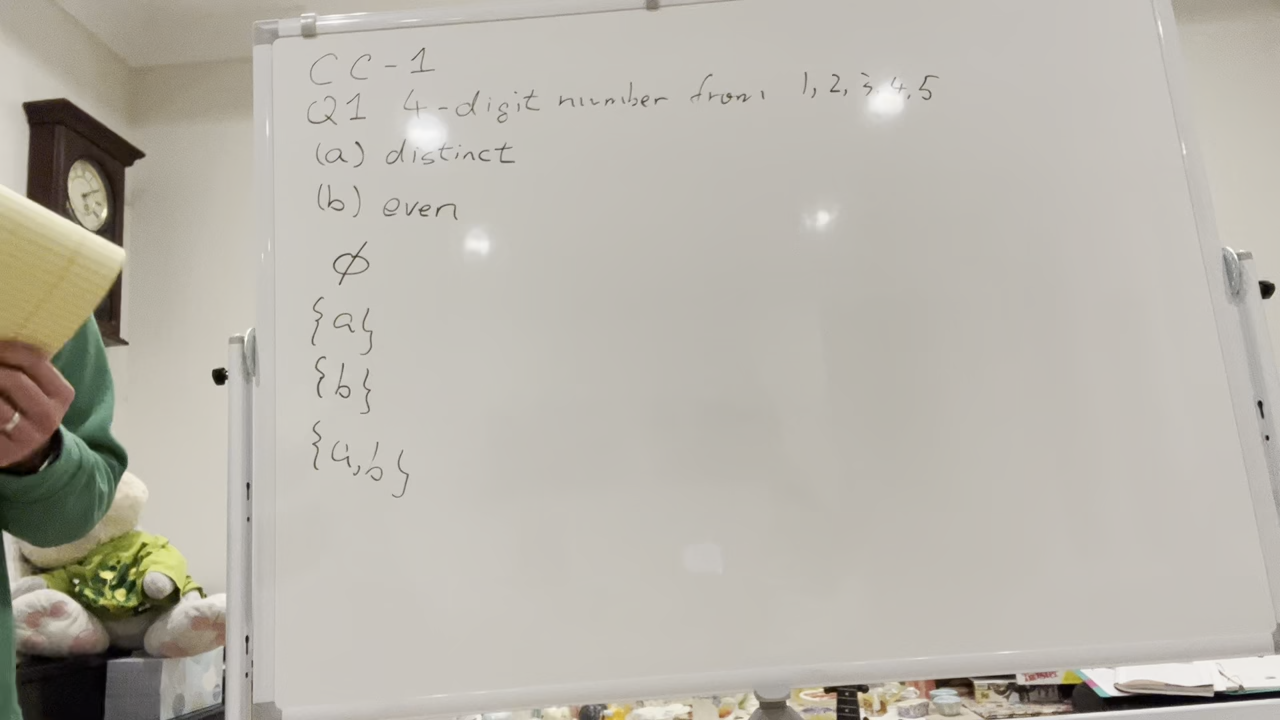 CC-1
Q1 4-digit number from 1, 2, 3, 4, 5
(a) distinct
(b) even
∅
{a}
{b}
{a,b}